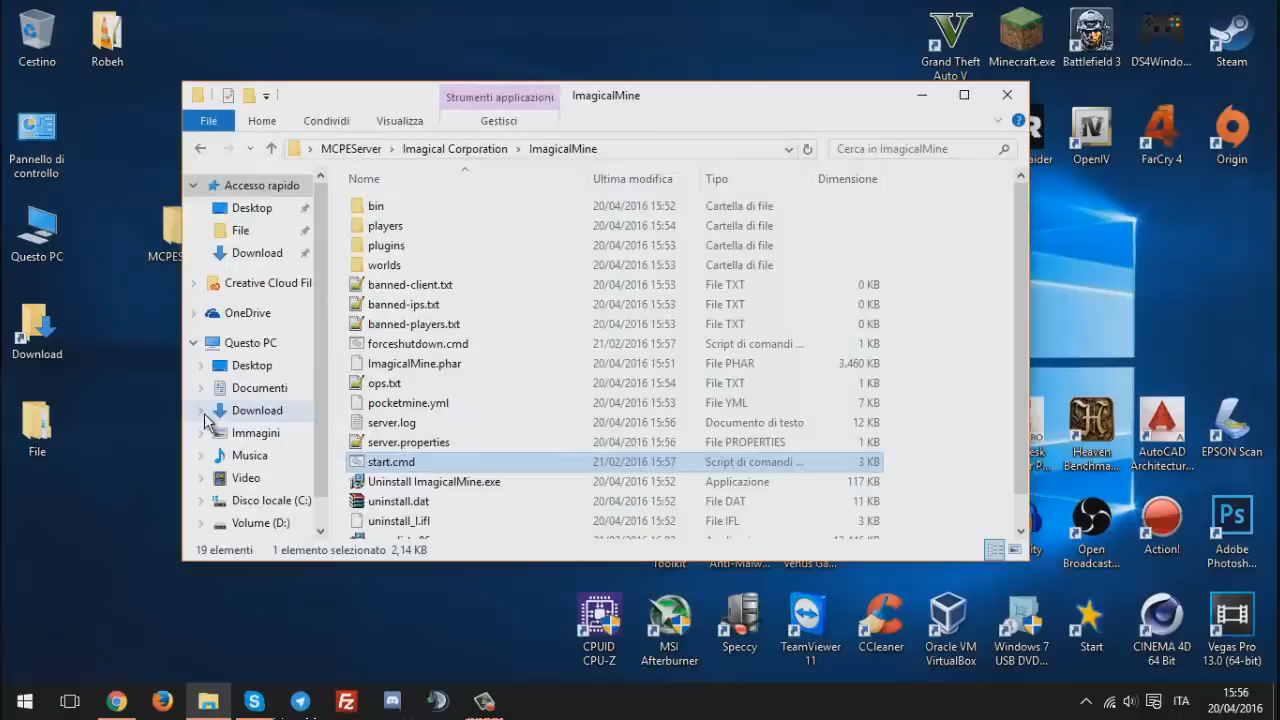 Cestino
Robeh
Grand Theft
Auto V
Minecraft.exe
Battlefield 3
DS4Windo...
Steam
Strumenti applicazioni
ImagicalMine
File
Home
Condividi
Visualizza
Gestisci
Pannello di
controllo
MCPEServer
Imagical Corporation
ImagicalMine
Cerca in ImagicalMine
OpenIV
FarCry 4
Origin
Accesso rapido
Nome
Ultima modifica
Tipo
Dimensione
Desktop
bin
20/04/2016 15:52
Cartella di file
File
players
20/04/2016 15:54
Cartella di file
Download
plugins
20/04/2016 15:53
Cartella di file
Questo PC
MCPES
worlds
20/04/2016 15:53
Cartella di file
Creative Cloud Fil
banned-client.txt
20/04/2016 15:53
File TXT
0 KB
OneDrive
banned-ips.txt
20/04/2016 15:53
File TXT
0 KB
banned-players.txt
20/04/2016 15:53
File TXT
0 KB
Questo PC
forceshutdown.cmd
21/02/2016 15:57
Script di comandi ...
1 KB
Download
Desktop
ImagicalMine.phar
20/04/2016 15:51
File PHAR
3.460 KB
Documenti
ops.txt
20/04/2016 15:54
File TXT
1 KB
Download
pocketmine.yml
20/04/2016 15:53
File YML
7 KB
Immagini
server.log
20/04/2016 15:56
Documento di testo
12 KB
server.properties
20/04/2016 15:56
File PROPERTIES
1 KB
File
Musica
start.cmd
21/02/2016 15:57
Script di comandi ...
3 KB
Heaven
Benchma...
AutoCAD
Architectur...
EPSON Scan
Video
Uninstall ImagicalMine.exe
20/04/2016 15:52
Applicazione
117 KB
Disco locale (C:)
uninstall.dat
20/04/2016 15:52
File DAT
11 KB
Volume (D:)
uninstall_l.ifl
20/04/2016 15:52
File IFL
3 KB
19 elementi
1 elemento selezionato 2,14 KB
Open
Broadcast...
Action!
Ps
Adobe
Photosh...
Toolkit
Anti-Malw...
Venus Ga...
CPUID
CPU-Z
MSI
Afterburner
Speccy
TeamViewer
11
CCleaner
Oracle VM
VirtualBox
Windows 7
USB DVD...
Start
CINEMA 4D
64 Bit
Vegas Pro
13.0 (64-bit)
ITA
15:56
20/04/2016